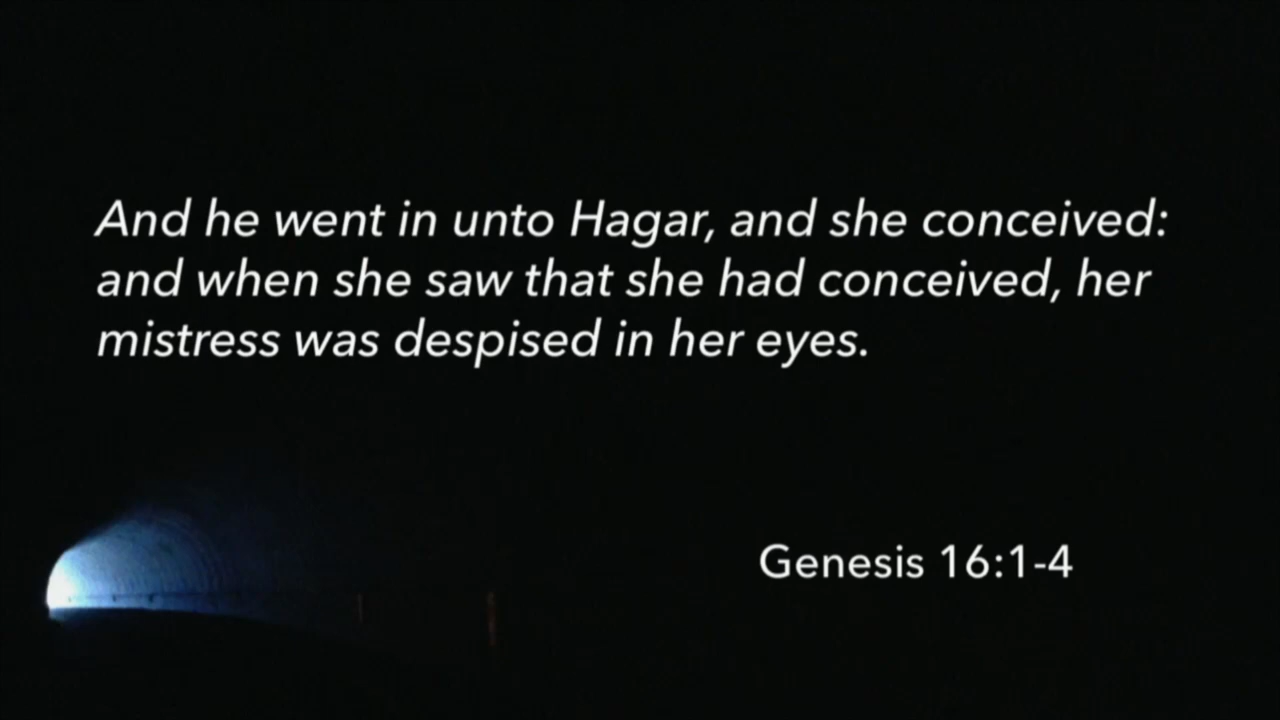 And he went in unto Hagar, and she conceived:
and when she saw that she had conceived, her
mistress was despised in her eyes.
Genesis 16:1-4